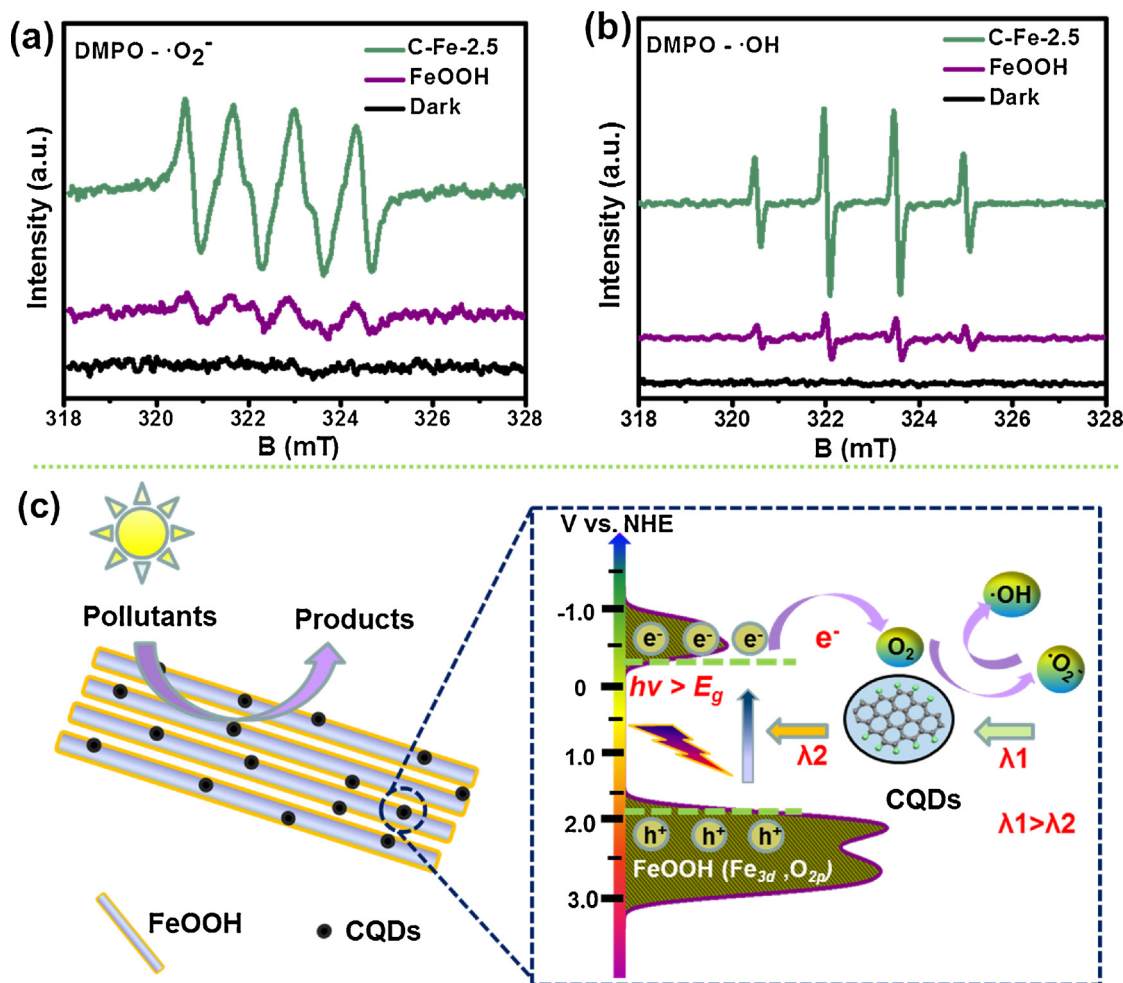 (a)
DMPO - ·O₂⁻
C-Fe-2.5
FeOOH
Dark
Intensity (a.u.)
318 320 322 324 326 328
B (mT)
(b)
DMPO - ·OH
C-Fe-2.5
FeOOH
Dark
Intensity (a.u.)
318 320 322 324 326 328
B (mT)
(c)
Pollutants
Products
FeOOH
CQDs
V vs. NHE
-1.0
0
1.0
2.0
3.0
e⁻ e⁻ e⁻
hν > E₉
e⁻
O₂
·OH
·O₂⁻
λ2
λ1
CQDs
λ1>λ2
h⁺ h⁺ h⁺
FeOOH (Fe3d ,O2p)